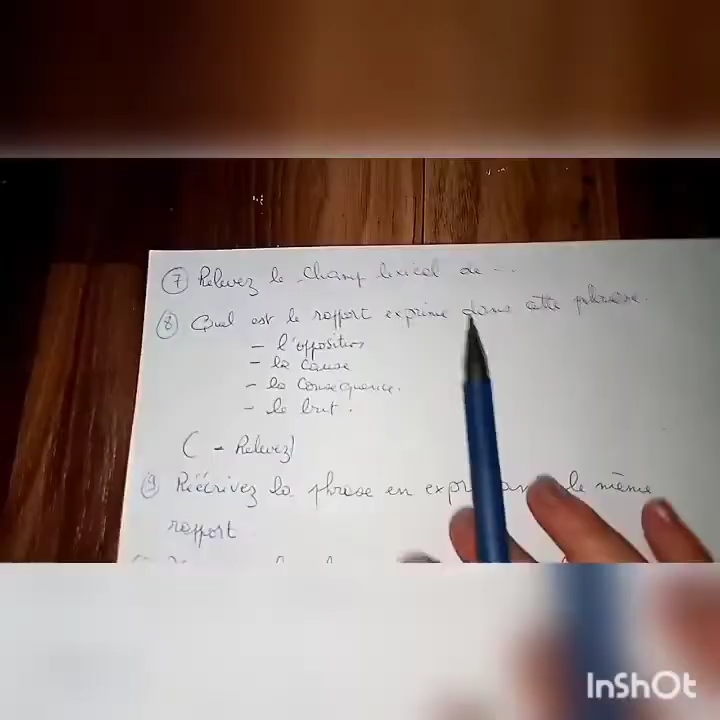 ⑦ Relevez le champ lexical de ...
⑧ Quel est le rapport exprimé dans cette phrase.
- l'opposition
- la cause
- la conséquence.
- le but.
( - Relevez)
⑨ Réécrivez la phrase en le même
rapport
InShOt